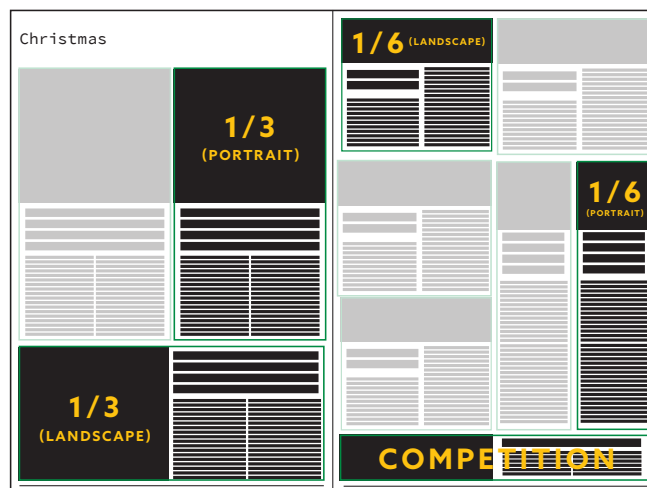 Christmas
1/3
(PORTRAIT)
1/3
(LANDSCAPE)
1/6 (LANDSCAPE)
1/6
(PORTRAIT)
COMPETITION